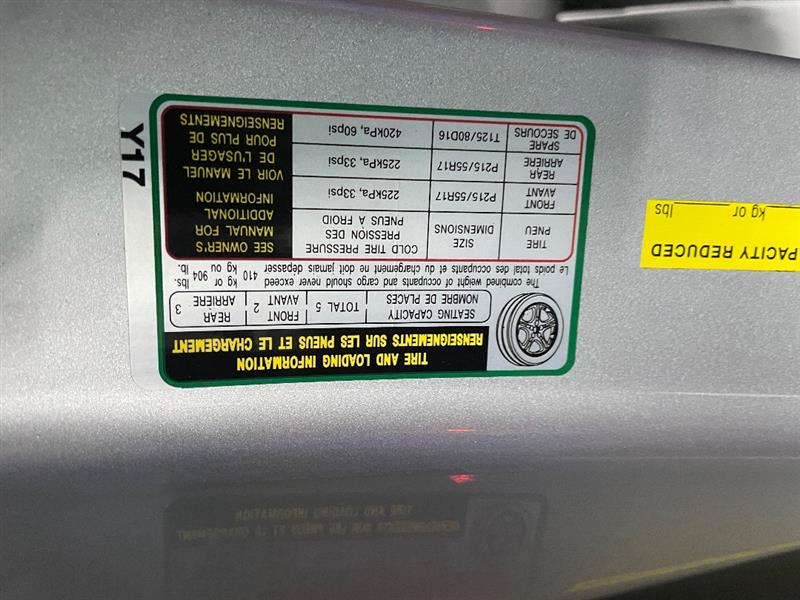 TIRE AND LOADING INFORMATION
RENSEIGNEMENTS SUR LES PNEUS ET LE CHARGEMENT
SEATING CAPACITY
NOMBRE DE PLACES
TOTAL 5
FRONT
AVANT
2
REAR
ARRIÈRE
3
The combined weight of occupants and cargo should never exceed 410 kg or 904 lbs.
Le poids total des occupants et du chargement ne doit jamais dépasser kg ou lb.
TIRE
PNEU
SIZE
DIMENSIONS
COLD TIRE PRESSURE
PRESSION DES
PNEUS A FROID
FRONT
AVANT
P215/55R17
225kPa, 33psi
REAR
ARRIÈRE
P215/55R17
225kPa, 33psi
SPARE
DE SECOURS
T125/80D16
420kPa, 60psi
SEE OWNER'S
MANUAL FOR
ADDITIONAL
INFORMATION
VOIR LE MANUEL
DE L'USAGER
POUR PLUS DE
RENSEIGNEMENTS
Y17
PACITY REDUCED
kg or lbs